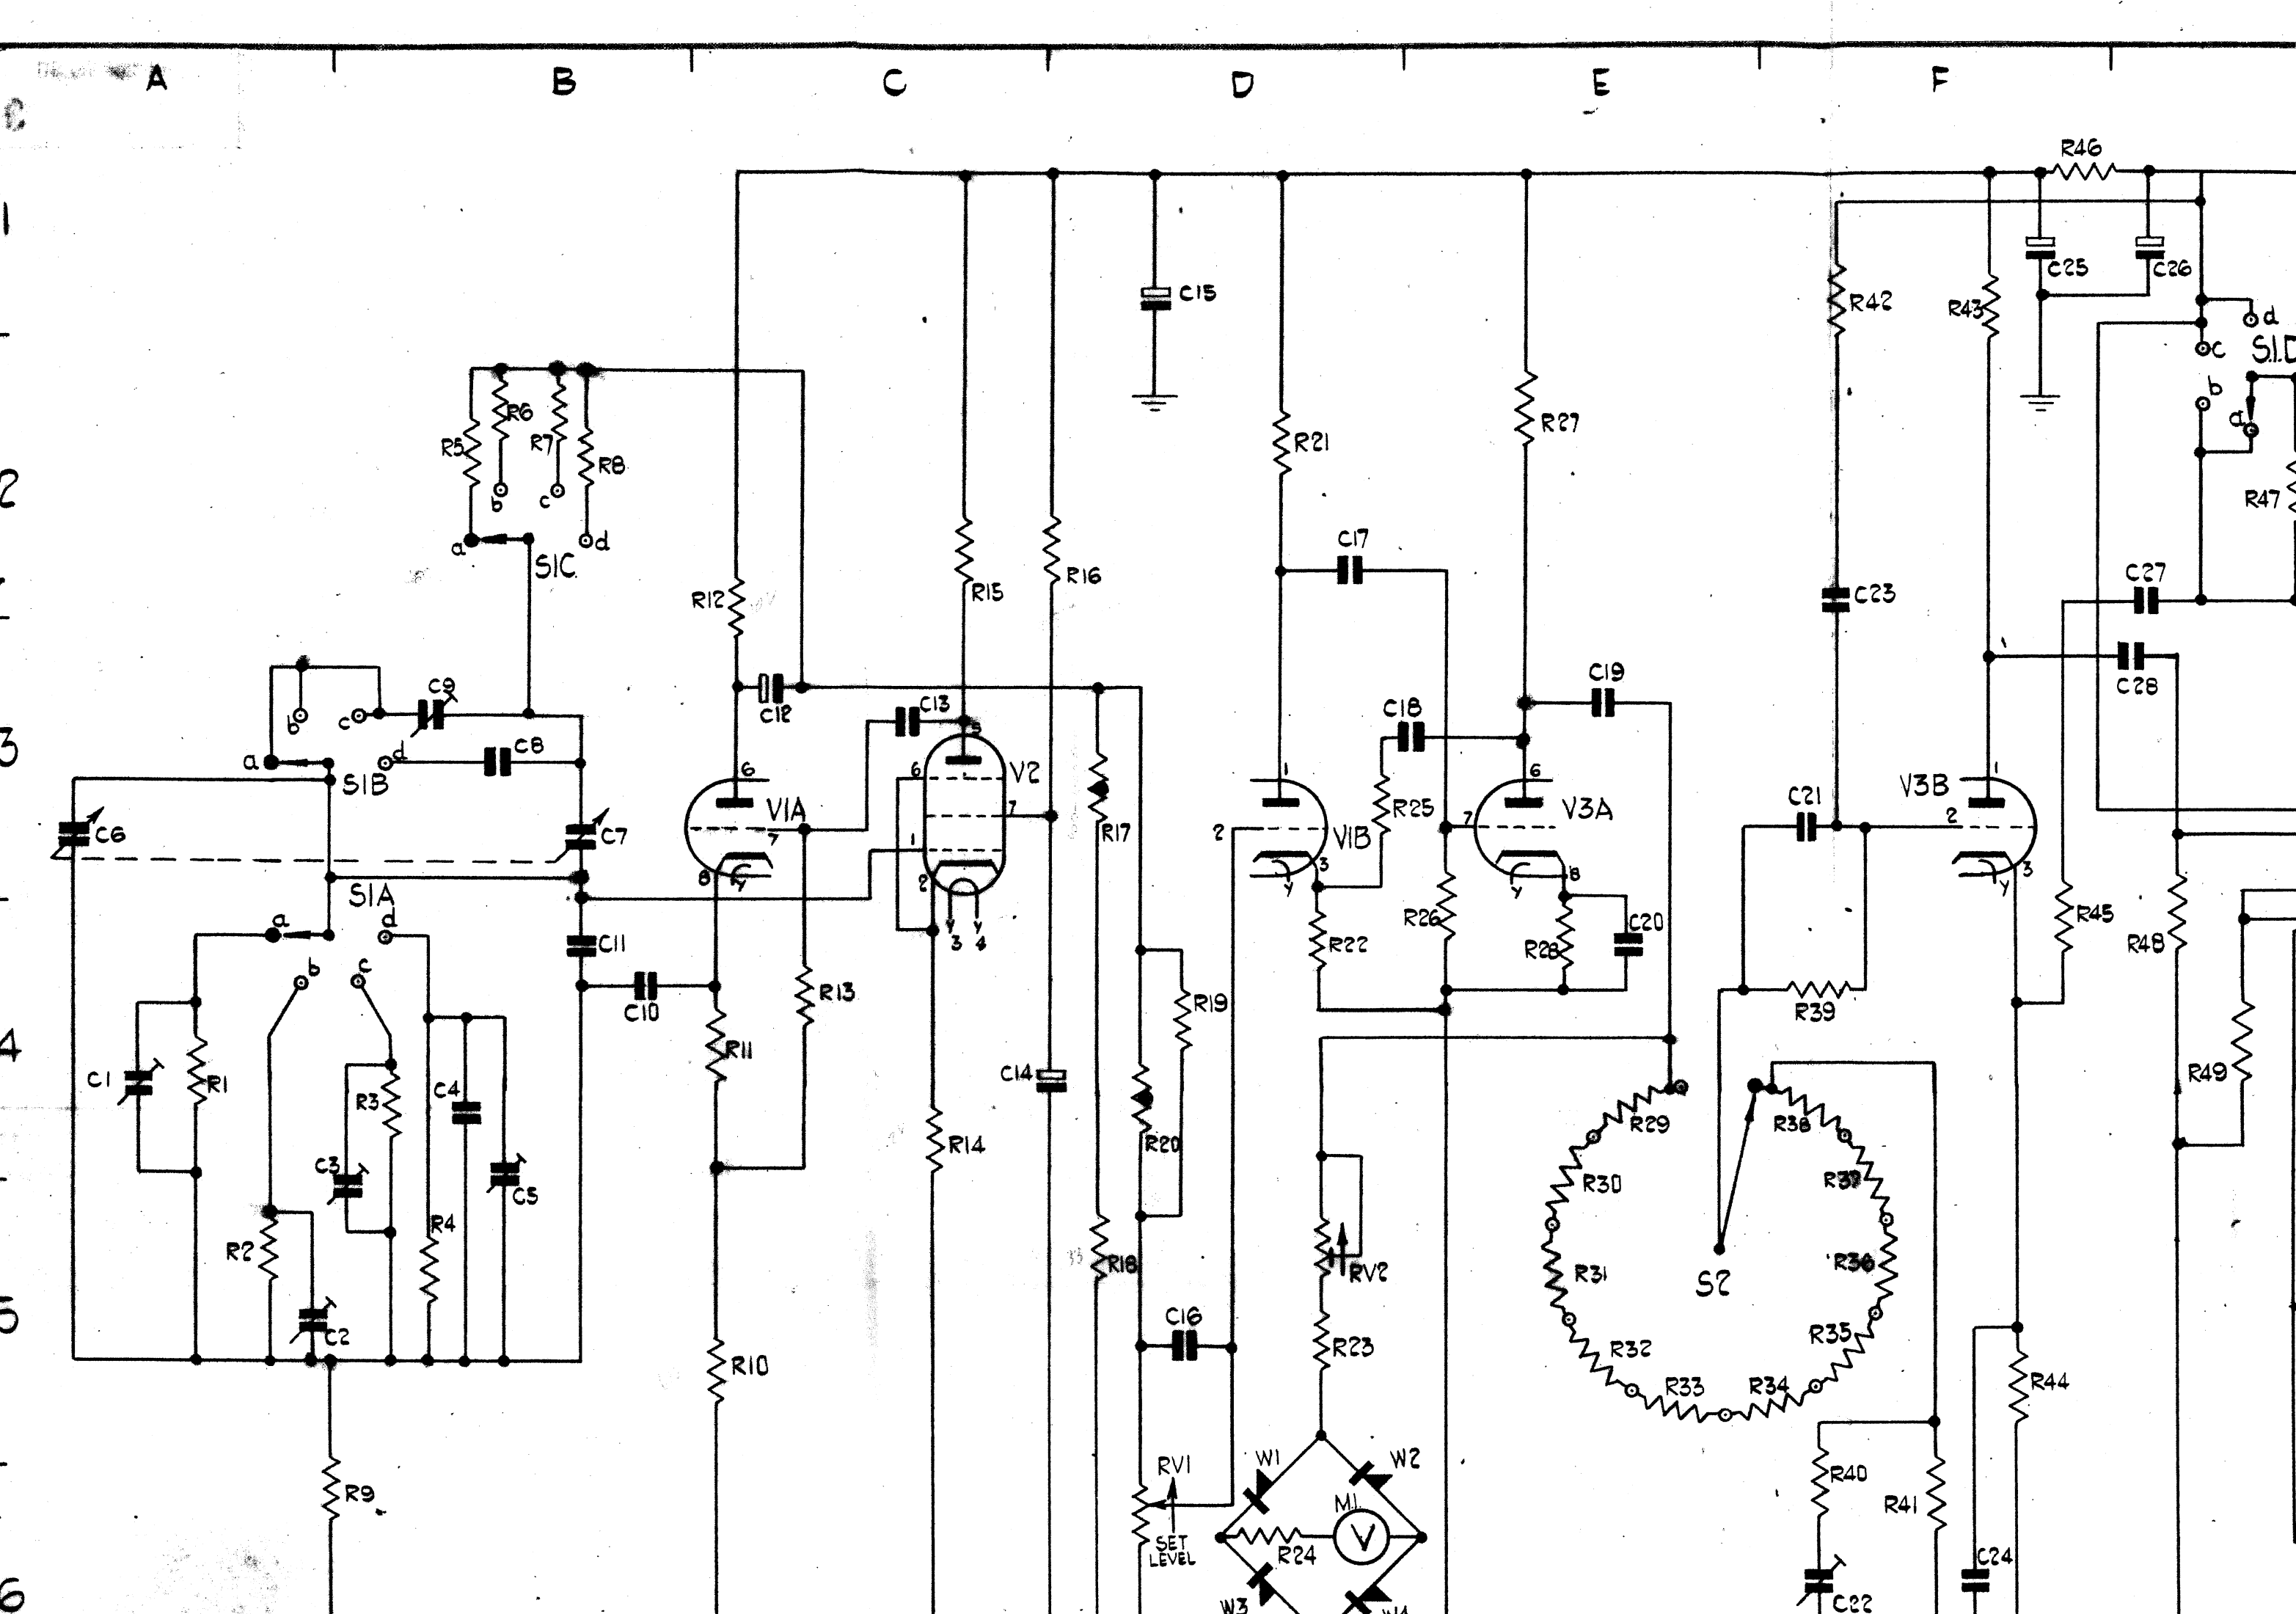 A B C D E F
1
R46
C25 C26
C15
R42 R43
d
c S.1.D
b
a
R5 R6 R7 R8
R21
R27
2
b c
R47
a S1C d
C17
R12 R15 R16
C23
C27
C9
C12 C13 C18 C19 C28
b c
3
a S1B d C8
5
6 V1A 6 V2 1 6 V3A V3B 1
C6 C7
7 7 R17 2 V1B R25 7 C21 2
1
8 Y 2 3 Y Y 8 Y 3
S1A
a d
C11
Y Y
3 4
R22 R26 R28 C20 R45 R48
b c
C10 R13 R19 R39
4
C1 R1 R3 C4 R11 C14 R49
R29 R38
R14 R20
C3 C5 R30 R37
R2 R4 R18 RV2 R31 S2 R36
5
C2 C16 R23 R32 R35
R10 R33 R34 R44
W1 W2
R9 RV1 M.1. R40 R41
V
SET
LEVEL
R24 C24
6
W3 W4 C22